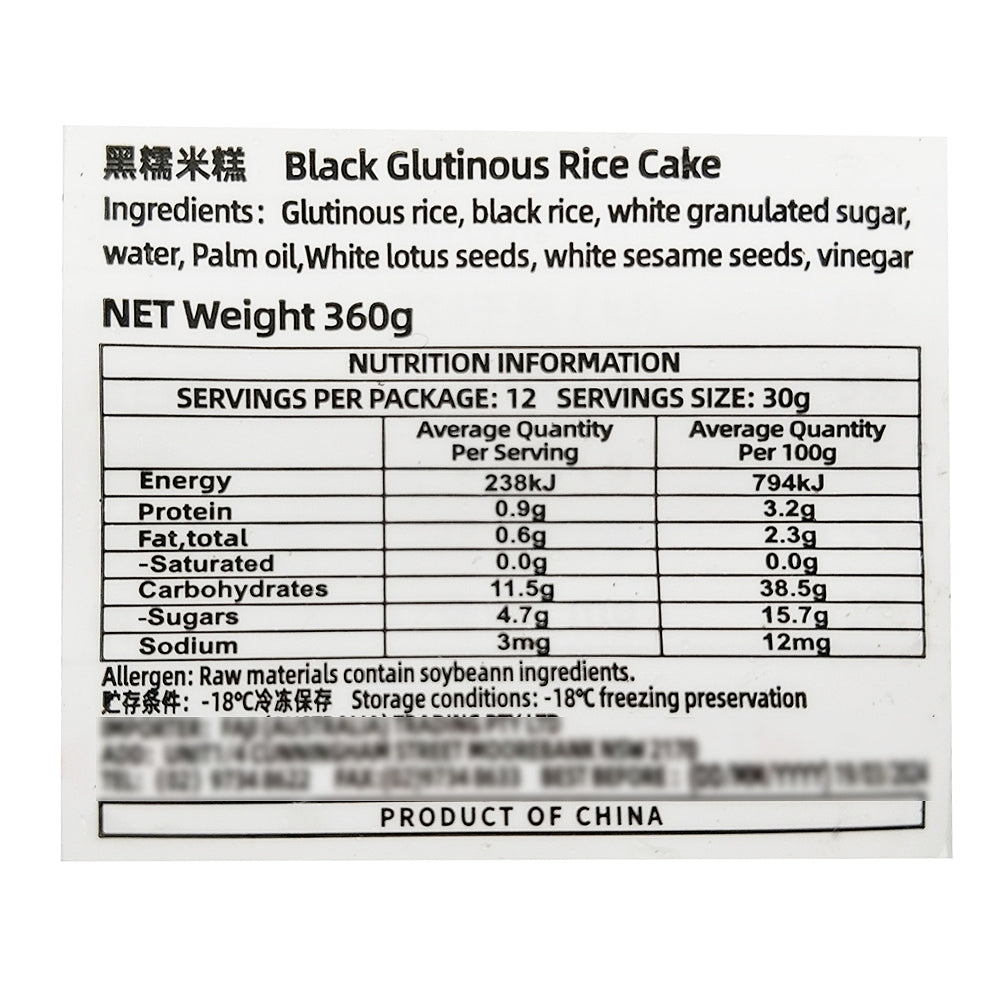 黑糯米糕 Black Glutinous Rice Cake
Ingredients: Glutinous rice, black rice, white granulated sugar,
water, Palm oil,White lotus seeds, white sesame seeds, vinegar
NET Weight 360g
NUTRITION INFORMATION
SERVINGS PER PACKAGE: 12 SERVINGS SIZE: 30g
Average Quantity Per Serving Average Quantity Per 100g
Energy 238kJ 794kJ
Protein 0.9g 3.2g
Fat,total 0.6g 2.3g
-Saturated 0.0g 0.0g
Carbohydrates 11.5g 38.5g
-Sugars 4.7g 15.7g
Sodium 3mg 12mg
Allergen: Raw materials contain soybeann ingredients.
贮存条件: -18℃冷冻保存 Storage conditions: -18℃ freezing preservation
PRODUCT OF CHINA